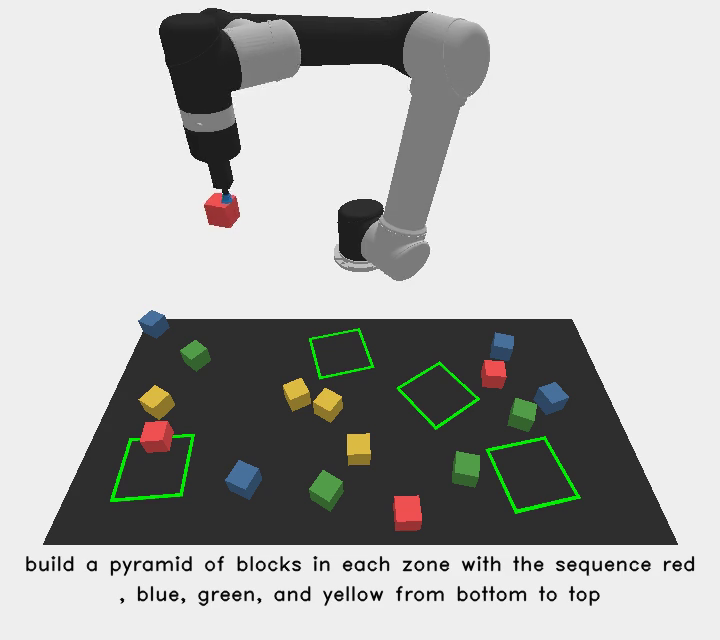 build a pyramid of blocks in each zone with the sequence red
, blue, green, and yellow from bottom to top